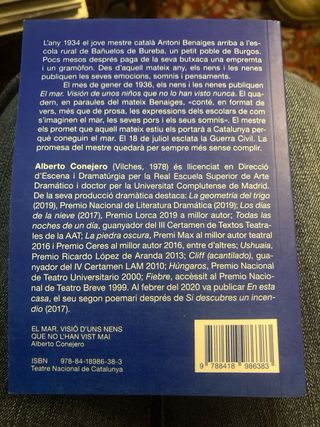 L'any 1934 el jove mestre català Antoni Benaiges arriba a l'es-
cola rural de Bañuelos de Bureba, un petit poble de Burgos.
Pocs mesos després paga de la seva butxaca una empremta
i un gramòfon. Des d'aquell mateix any, els nens i les nenes
publiquen les seves emocions, somnis i pensaments.
El mes de gener de 1936, els nens i les nenes publiquen
El mar. Visión de unos niños que no lo han visto nunca. El qua-
dern, en paraules del mateix Benaiges, «conté, en format de
vers, més que de prosa, les expressions dels escolars de com
s'imaginen el mar, les seves pors i els seus somnis». El mestre
els promet que aquell mateix estiu els portarà a Catalunya per-
què coneguin el mar. El 18 de juliol esclata la Guerra Civil. La
promesa del mestre quedarà per sempre més sense complir.
Alberto Conejero (Vilches, 1978) és llicenciat en Direcció
d'Escena i Dramatúrgia per la Real Escuela Superior de Arte
Dramático i doctor per la Universitat Complutense de Madrid.
De la seva producció dramàtica destaca: La geometría del trigo
(2019), Premio Nacional de Literatura Dramática (2019); Los días
de la nieve (2017), Premio Lorca 2019 a millor autor; Todas las
noches de un día, guanyador del III Certamen de Textos Teatra-
les de la AAT; La piedra oscura, Premi Max al millor autor teatral
2016 i Premio Ceres al millor autor 2016, entre d'altres; Ushuaia,
Premio Ricardo López de Aranda 2013; Cliff (acantilado), gua-
nyador del IV Certamen LAM 2010; Húngaros, Premio Nacional
de Teatro Universitario 2000; Fiebre, accèssit al Premio Nacio-
nal de Teatro Breve 1999. Al febrer del 2020 va publicar En esta
casa, el seu segon poemari després de Si descubres un incen-
dio (2017).
EL MAR. VISIÓ D'UNS NENS
QUE NO L'HAN VIST MAI
Alberto Conejero
ISBN 978-84-18986-38-3
Teatre Nacional de Catalunya
9 788418 986383